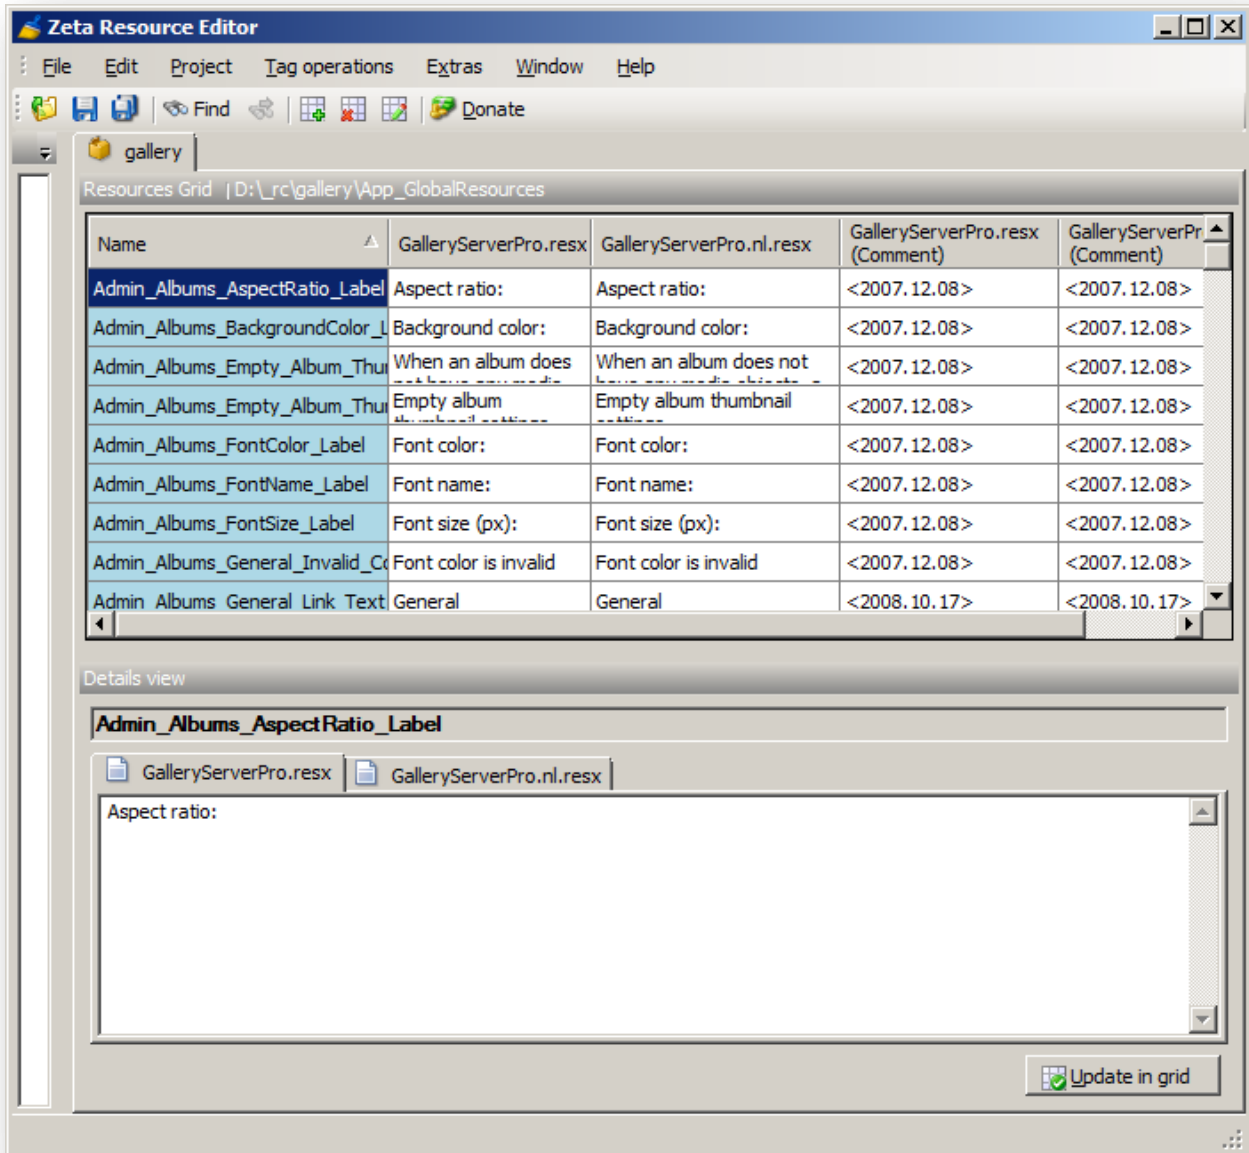 Zeta Resource Editor
File Edit Project Tag operations Extras Window Help
Find Donate
gallery
Resources Grid | D:\_rc\gallery\App_GlobalResources
Name GalleryServerPro.resx GalleryServerPro.nl.resx GalleryServerPro.resx (Comment) GalleryServerPr (Comment)
Admin_Albums_AspectRatio_Label Aspect ratio: Aspect ratio: <2007.12.08> <2007.12.08>
Admin_Albums_BackgroundColor_L Background color: Background color: <2007.12.08> <2007.12.08>
Admin_Albums_Empty_Album_Thu When an album does When an album does not <2007.12.08> <2007.12.08>
Admin_Albums_Empty_Album_Thu Empty album Empty album thumbnail <2007.12.08> <2007.12.08>
Admin_Albums_FontColor_Label Font color: Font color: <2007.12.08> <2007.12.08>
Admin_Albums_FontName_Label Font name: Font name: <2007.12.08> <2007.12.08>
Admin_Albums_FontSize_Label Font size (px): Font size (px): <2007.12.08> <2007.12.08>
Admin_Albums_General_Invalid_Co Font color is invalid Font color is invalid <2007.12.08> <2007.12.08>
Admin_Albums_General_Link_Text General General <2008.10.17> <2008.10.17>
Details view
Admin_Albums_AspectRatio_Label
GalleryServerPro.resx GalleryServerPro.nl.resx
Aspect ratio:
Update in grid